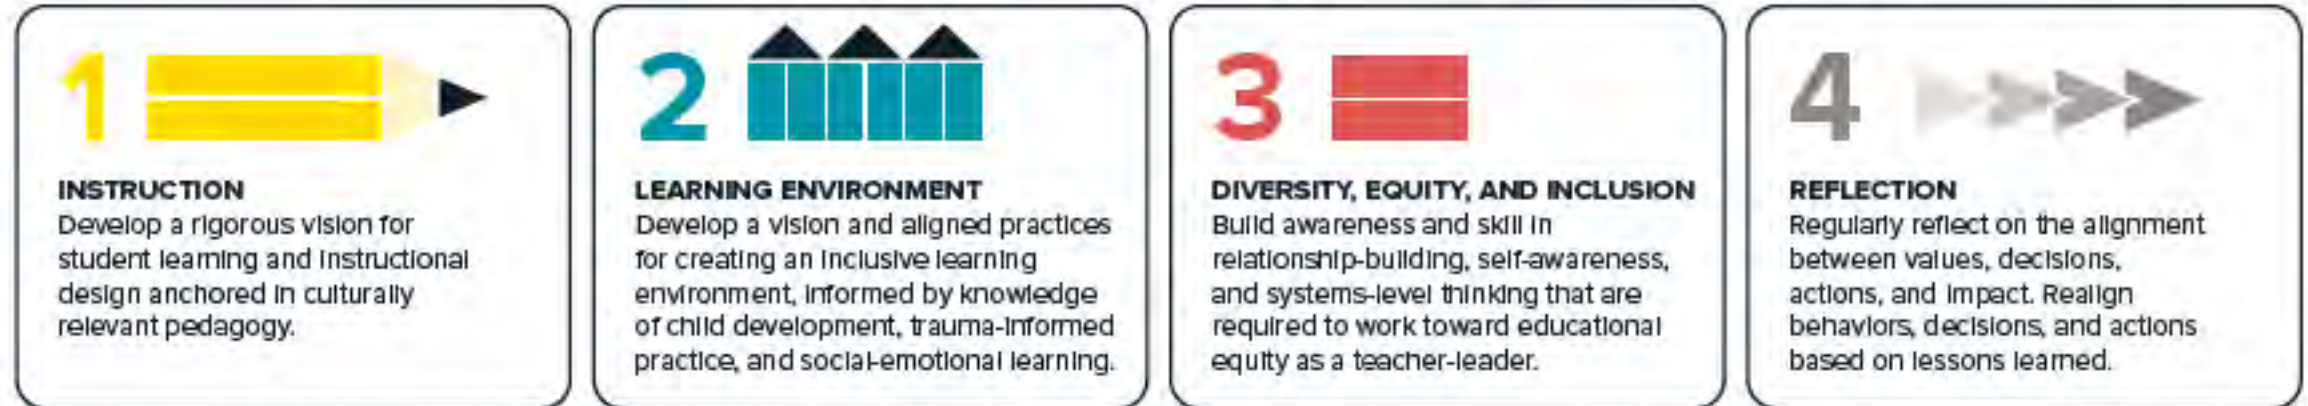 1
INSTRUCTION
Develop a rigorous vision for
student learning and instructional
design anchored in culturally
relevant pedagogy.
2
LEARNING ENVIRONMENT
Develop a vision and aligned practices
for creating an inclusive learning
environment, informed by knowledge
of child development, trauma-informed
practice, and social-emotional learning.
3
DIVERSITY, EQUITY, AND INCLUSION
Build awareness and skill in
relationship-building, self-awareness,
and systems-level thinking that are
required to work toward educational
equity as a teacher-leader.
4
REFLECTION
Regularly reflect on the alignment
between values, decisions,
actions, and impact. Realign
behaviors, decisions, and actions
based on lessons learned.